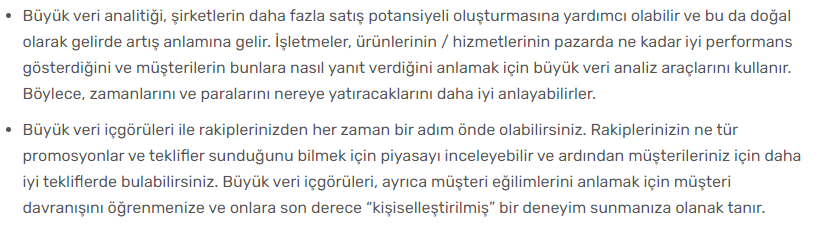 • Büyük veri analitiği, şirketlerin daha fazla satış potansiyeli oluşturmasına yardımcı olabilir ve bu da doğal
olarak gelirde artış anlamına gelir. İşletmeler, ürünlerinin / hizmetlerinin pazarda ne kadar iyi performans
gösterdiğini ve müşterilerin bunlara nasıl yanıt verdiğini anlamak için büyük veri analiz araçlarını kullanır.
Böylece, zamanlarını ve paralarını nereye yatıracaklarını daha iyi anlayabilirler.
• Büyük veri içgörüleri ile rakiplerinizden her zaman bir adım önde olabilirsiniz. Rakiplerinizin ne tür
promosyonlar ve teklifler sunduğunu bilmek için piyasayı inceleyebilir ve ardından müşterileriniz için daha
iyi tekliflerde bulabilirsiniz. Büyük veri içgörüleri, ayrıca müşteri eğilimlerini anlamak için müşteri
davranışını öğrenmenize ve onlara son derece “kişiselleştirilmiş” bir deneyim sunmanıza olanak tanır.